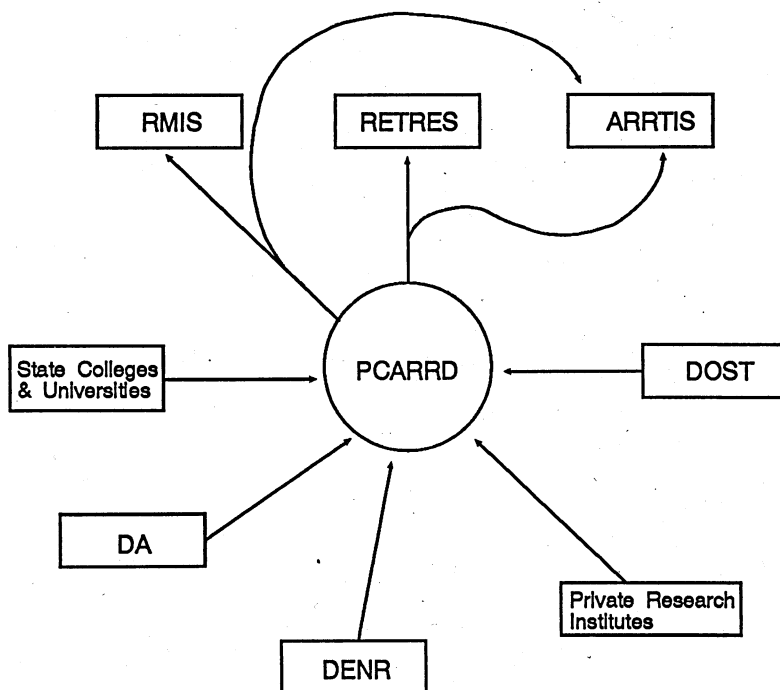 RMIS
RETRES
ARRTIS
PCARRD
State Colleges
& Universities
DOST
DA
Private Research
Institutes
DENR